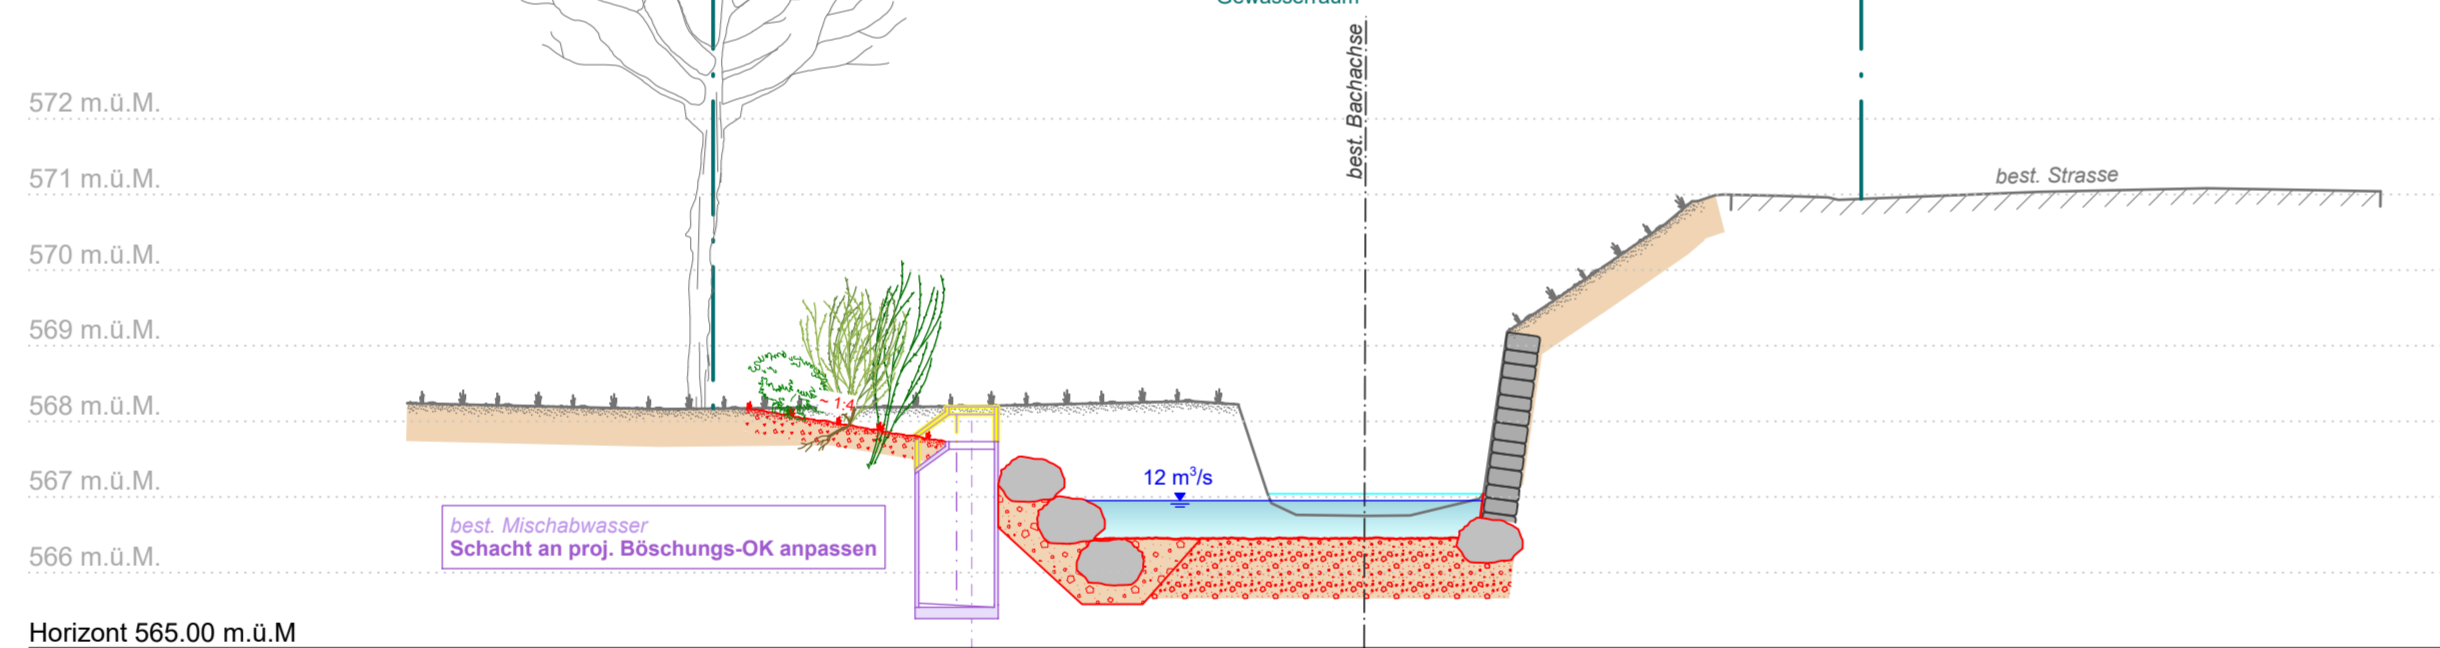 Gewässerraum
best. Bachachse
572 m.ü.M.
571 m.ü.M.
best. Strasse
570 m.ü.M.
569 m.ü.M.
568 m.ü.M.
~ 1:4
567 m.ü.M.
12 m³/s
best. Mischabwasser
Schacht an proj. Böschungs-OK anpassen
566 m.ü.M.
Horizont 565.00 m.ü.M